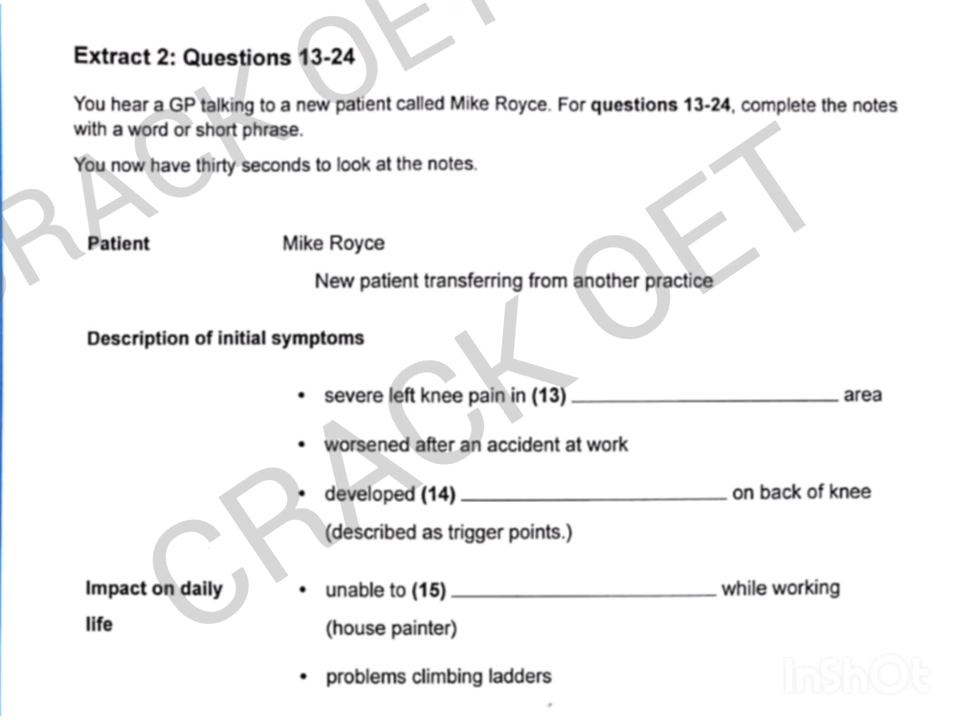 Extract 2: Questions 13-24
You hear a GP talking to a new patient called Mike Royce. For questions 13-24, complete the notes
with a word or short phrase.
You now have thirty seconds to look at the notes.
Patient Mike Royce
New patient transferring from another practice
Description of initial symptoms
• severe left knee pain in (13) ____________________ area
• worsened after an accident at work
• developed (14) ____________________ on back of knee
(described as trigger points.)
Impact on daily • unable to (15) ____________________ while working
life (house painter)
• problems climbing ladders
CRACK OET
CRACK OET
InShOt